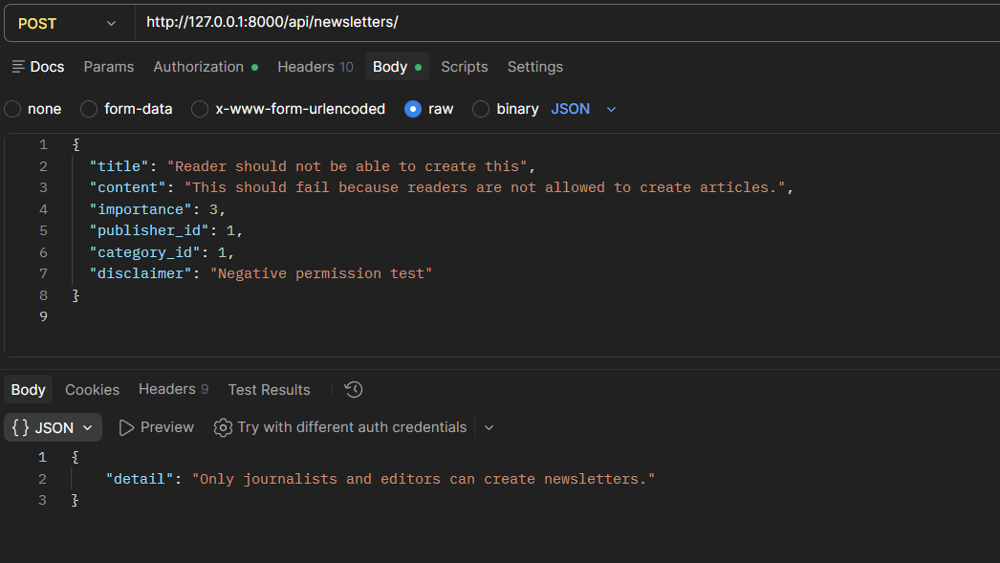 POST http://127.0.0.1:8000/api/newsletters/
Docs Params Authorization Headers 10 Body Scripts Settings
none form-data x-www-form-urlencoded raw binary JSON
1 {
2 "title": "Reader should not be able to create this",
3 "content": "This should fail because readers are not allowed to create articles.",
4 "importance": 3,
5 "publisher_id": 1,
6 "category_id": 1,
7 "disclaimer": "Negative permission test"
8 }
9
Body Cookies Headers 9 Test Results
{} JSON Preview Try with different auth credentials
1 {
2 "detail": "Only journalists and editors can create newsletters."
3 }